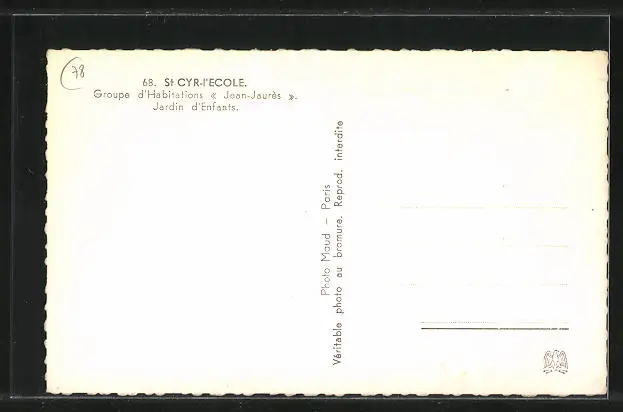 78
68. St CYR-l'ECOLE.
Groupe d'Habitations « Jean-Jaurès ».
Jardin d'Enfants.
Photo Maud – Paris
Véritable photo au bromure. Reprod. interdite